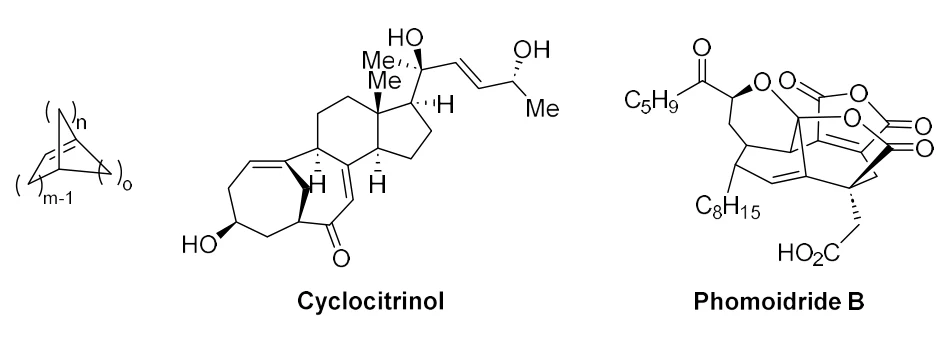 ( )n
( )m-1
( )o
HO
OH
Me
Me
H
Me
H
H
HO
O
Cyclocitrinol
O
C5H9
O
O
O
O
O
O
C8H15
HO2C
Phomoidride B